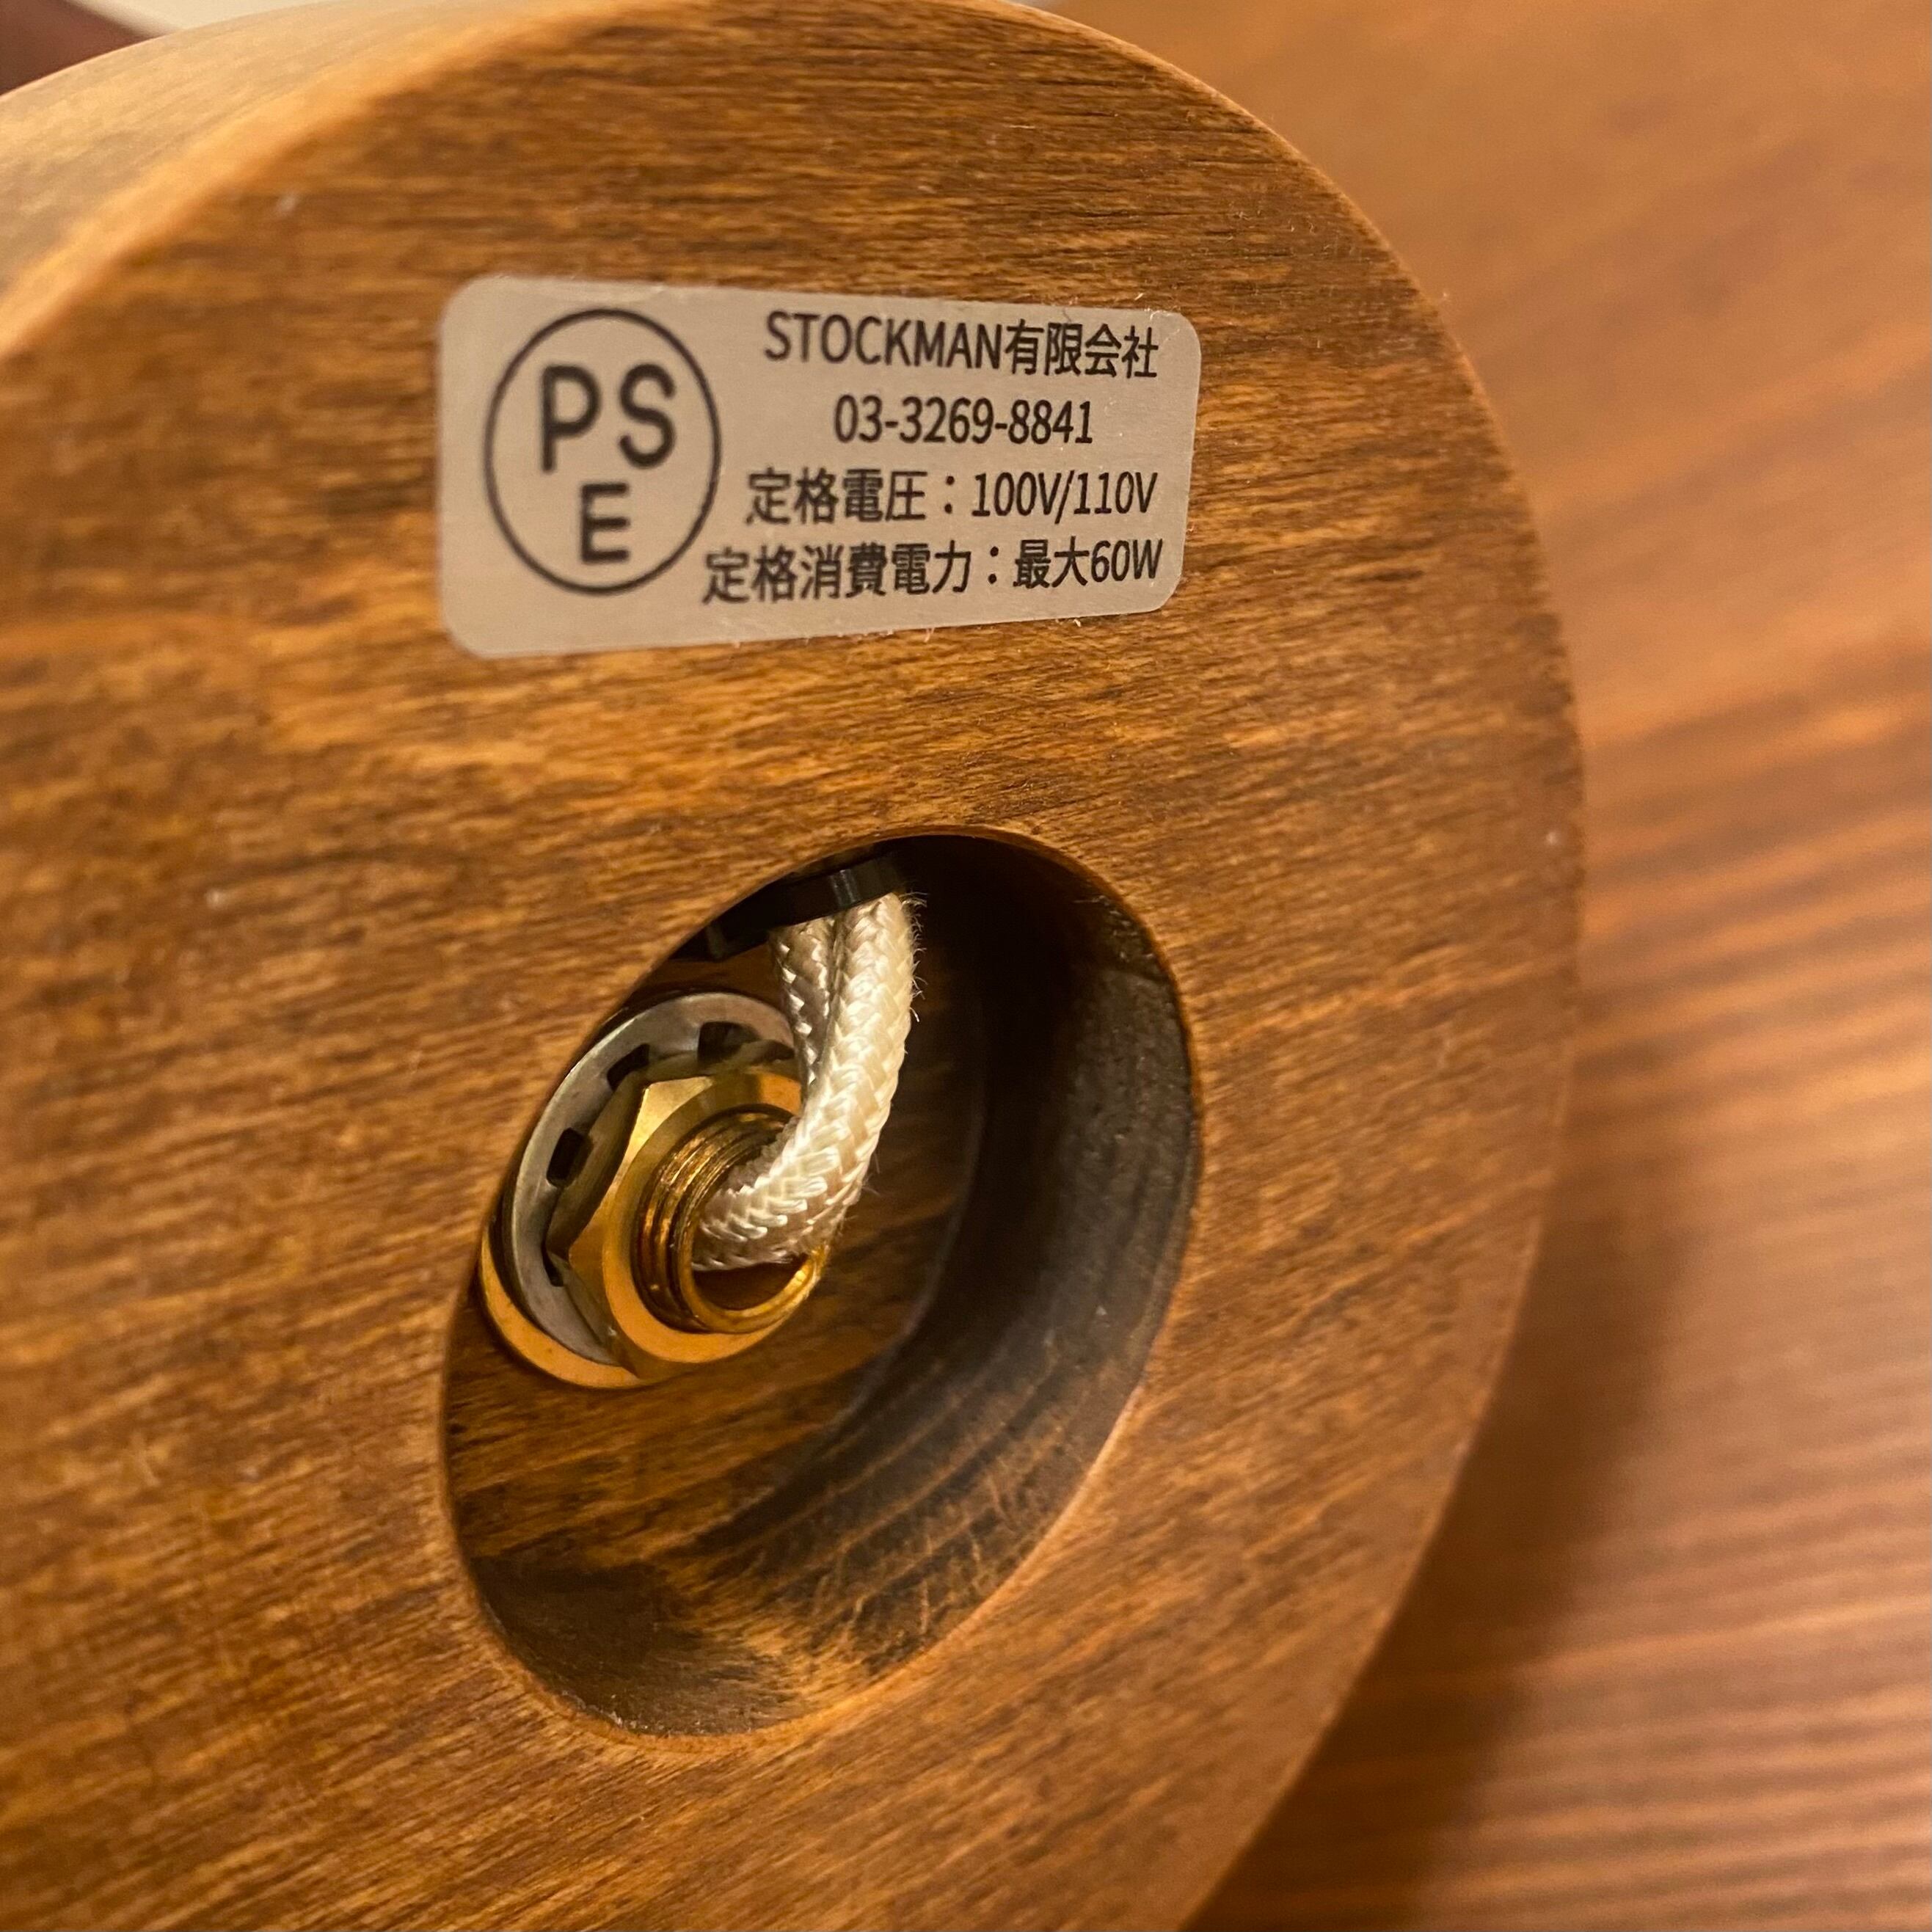 PS
E
STOCKMAN有限会社
03-3269-8841
定格電圧：100V/110V
定格消費電力：最大60W